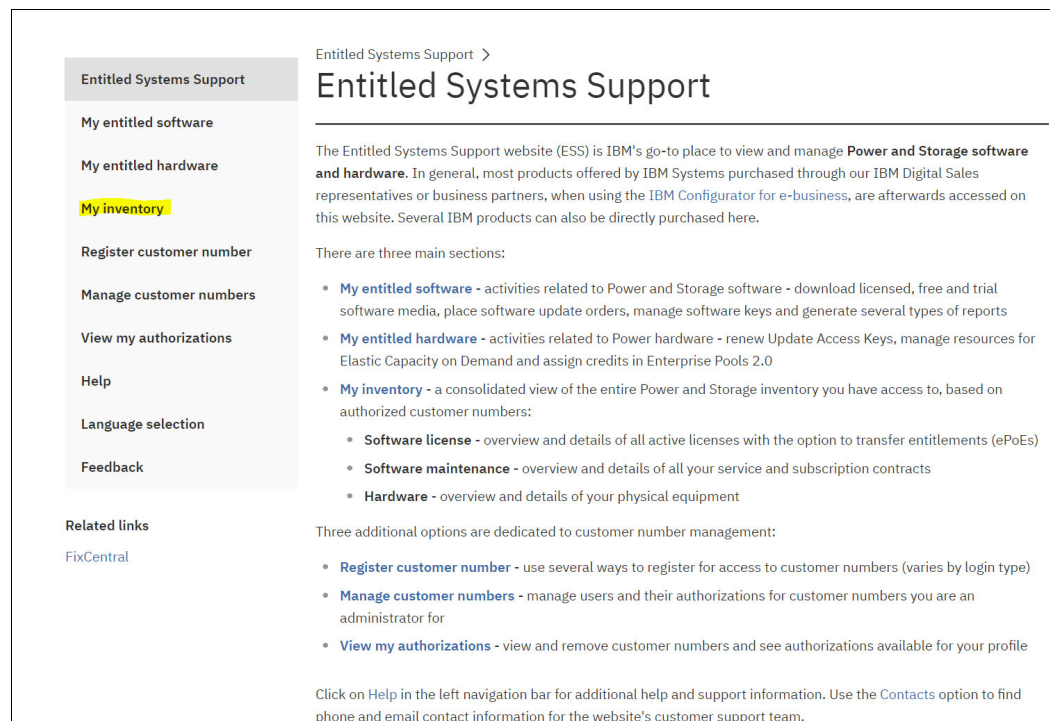 Entitled Systems Support
My entitled software
My entitled hardware
My inventory
Register customer number
Manage customer numbers
View my authorizations
Help
Language selection
Feedback
Related links
FixCentral
Entitled Systems Support >
Entitled Systems Support
The Entitled Systems Support website (ESS) is IBM's go-to place to view and manage Power and Storage software
and hardware. In general, most products offered by IBM Systems purchased through our IBM Digital Sales
representatives or business partners, when using the IBM Configurator for e-business, are afterwards accessed on
this website. Several IBM products can also be directly purchased here.
There are three main sections:
• My entitled software - activities related to Power and Storage software - download licensed, free and trial
software media, place software update orders, manage software keys and generate several types of reports
• My entitled hardware - activities related to Power hardware - renew Update Access Keys, manage resources for
Elastic Capacity on Demand and assign credits in Enterprise Pools 2.0
• My inventory - a consolidated view of the entire Power and Storage inventory you have access to, based on
authorized customer numbers:
• Software license - overview and details of all active licenses with the option to transfer entitlements (ePoEs)
• Software maintenance - overview and details of all your service and subscription contracts
• Hardware - overview and details of your physical equipment
Three additional options are dedicated to customer number management:
• Register customer number - use several ways to register for access to customer numbers (varies by login type)
• Manage customer numbers - manage users and their authorizations for customer numbers you are an
administrator for
• View my authorizations - view and remove customer numbers and see authorizations available for your profile
Click on Help in the left navigation bar for additional help and support information. Use the Contacts option to find
phone and email contact information for the website's customer support team.